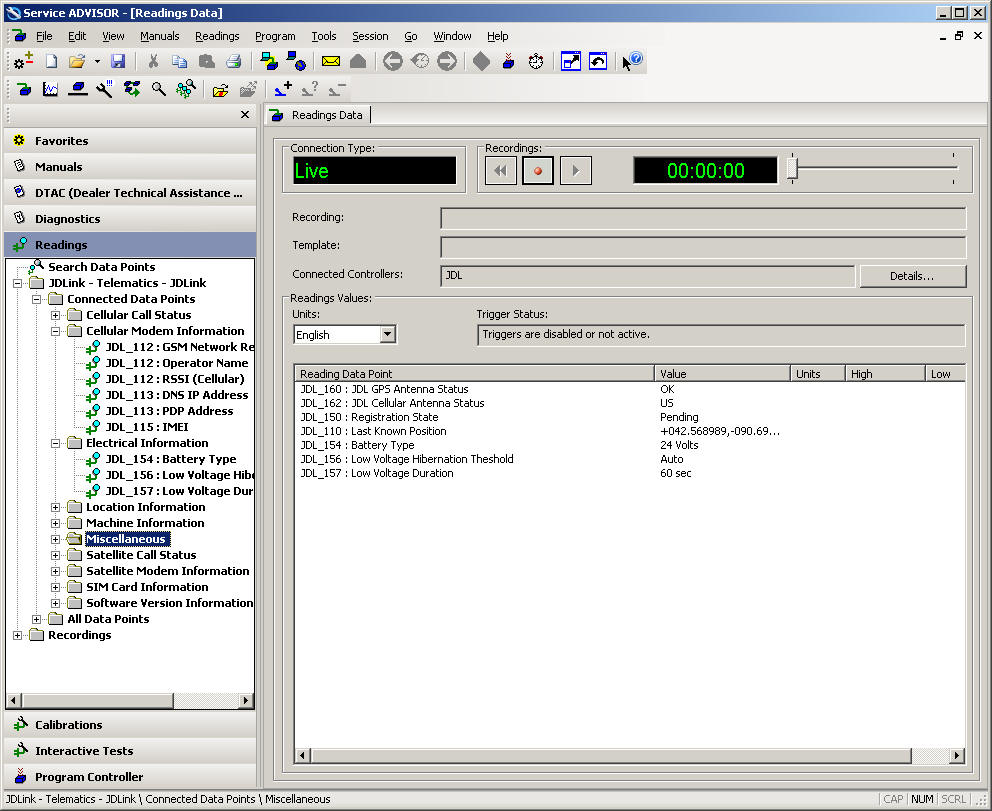 Service ADVISOR - [Readings Data]
File Edit View Manuals Readings Program Tools Session Go Window Help
Readings Data
Favorites
Manuals
DTAC (Dealer Technical Assistance ...
Diagnostics
Readings
Search Data Points
JDLink - Telematics - JDLink
Connected Data Points
Cellular Call Status
Cellular Modem Information
JDL_112 : GSM Network Re
JDL_112 : Operator Name
JDL_112 : RSSI (Cellular)
JDL_113 : DNS IP Address
JDL_113 : PDP Address
JDL_115 : IMEI
Electrical Information
JDL_154 : Battery Type
JDL_156 : Low Voltage Hibe
JDL_157 : Low Voltage Dur
Location Information
Machine Information
Miscellaneous
Satellite Call Status
Satellite Modem Information
SIM Card Information
Software Version Information
All Data Points
Recordings
Calibrations
Interactive Tests
Program Controller
Connection Type:
Live
Recordings:
00:00:00
Recording:
Template:
Connected Controllers: JDL Details...
Readings Values:
Units:
English
Trigger Status:
Triggers are disabled or not active.
Reading Data Point Value Units High Low
JDL_160 : JDL GPS Antenna Status OK
JDL_162 : JDL Cellular Antenna Status US
JDL_150 : Registration State Pending
JDL_110 : Last Known Position +042.568989,-090.69...
JDL_154 : Battery Type 24 Volts
JDL_156 : Low Voltage Hibernation Theshold Auto
JDL_157 : Low Voltage Duration 60 sec
JDLink - Telematics - JDLink \ Connected Data Points \ Miscellaneous
CAP NUM SCRL